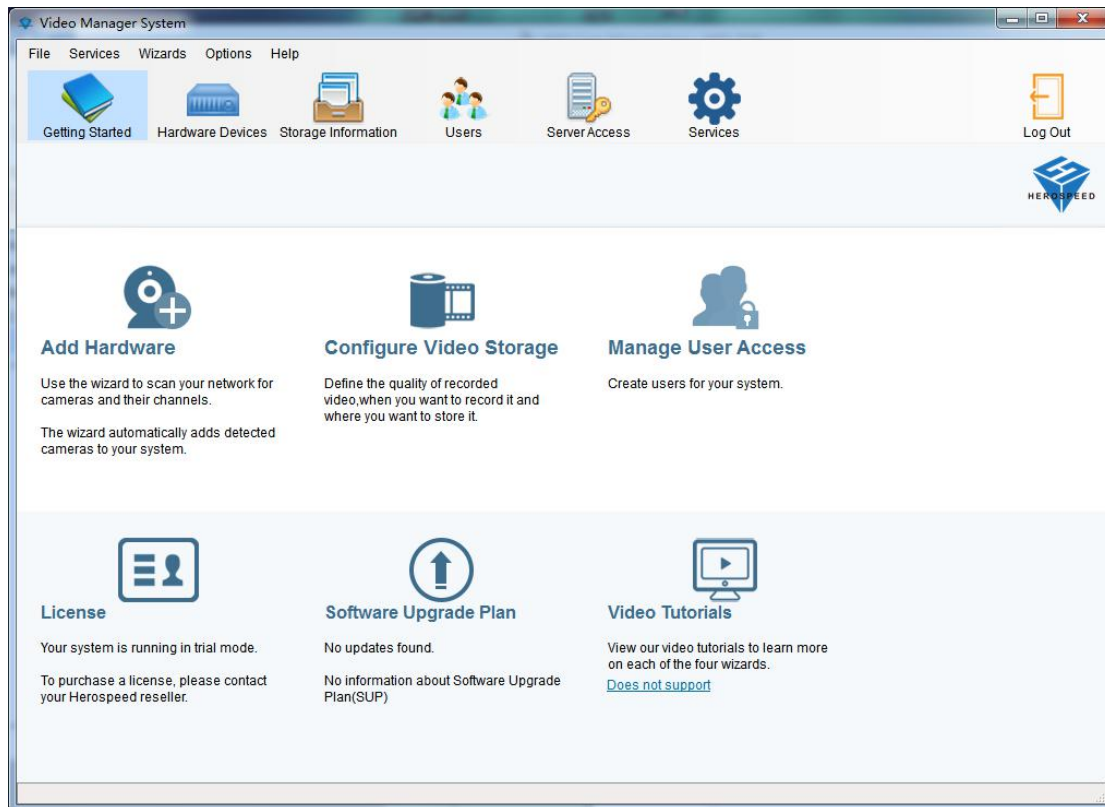 Video Manager System
File Services Wizards Options Help
Getting Started Hardware Devices Storage Information Users Server Access Services Log Out
HEROSPEED
Add Hardware
Use the wizard to scan your network for
cameras and their channels.
The wizard automatically adds detected
cameras to your system.
Configure Video Storage
Define the quality of recorded
video,when you want to record it and
where you want to store it.
Manage User Access
Create users for your system.
License
Your system is running in trial mode.
To purchase a license, please contact
your Herospeed reseller.
Software Upgrade Plan
No updates found.
No information about Software Upgrade
Plan(SUP)
Video Tutorials
View our video tutorials to learn more
on each of the four wizards.
Does not support